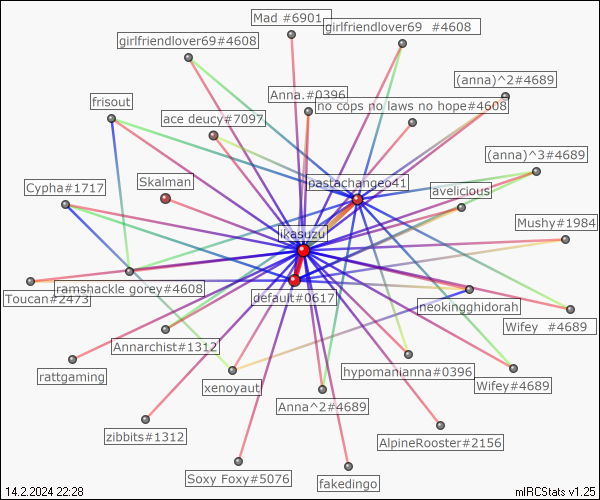 Mad #6901
girlfriendlover69 #4608
girlfriendlover69#4608
(anna)^2#4689
Anna.#0396
frisout
no cops no laws no hope#4608
ace deucy#7097
(anna)^3#4689
Skalman
pastachangeo41
Cypha#1717
avelicious
Mushy#1984
ikasuzu
ramshackle gorey#4608
default#0617
Toucan#2473
neokingghidorah
Wifey #4689
Annarchist#1312
rattgaming
hypomanianna#0396
xenoyaut
Wifey#4689
Anna^2#4689
zibbits#1312
AlpineRooster#2156
Soxy Foxy#5076
fakedingo
14.2.2024 22:28
mIRCStats v1.25